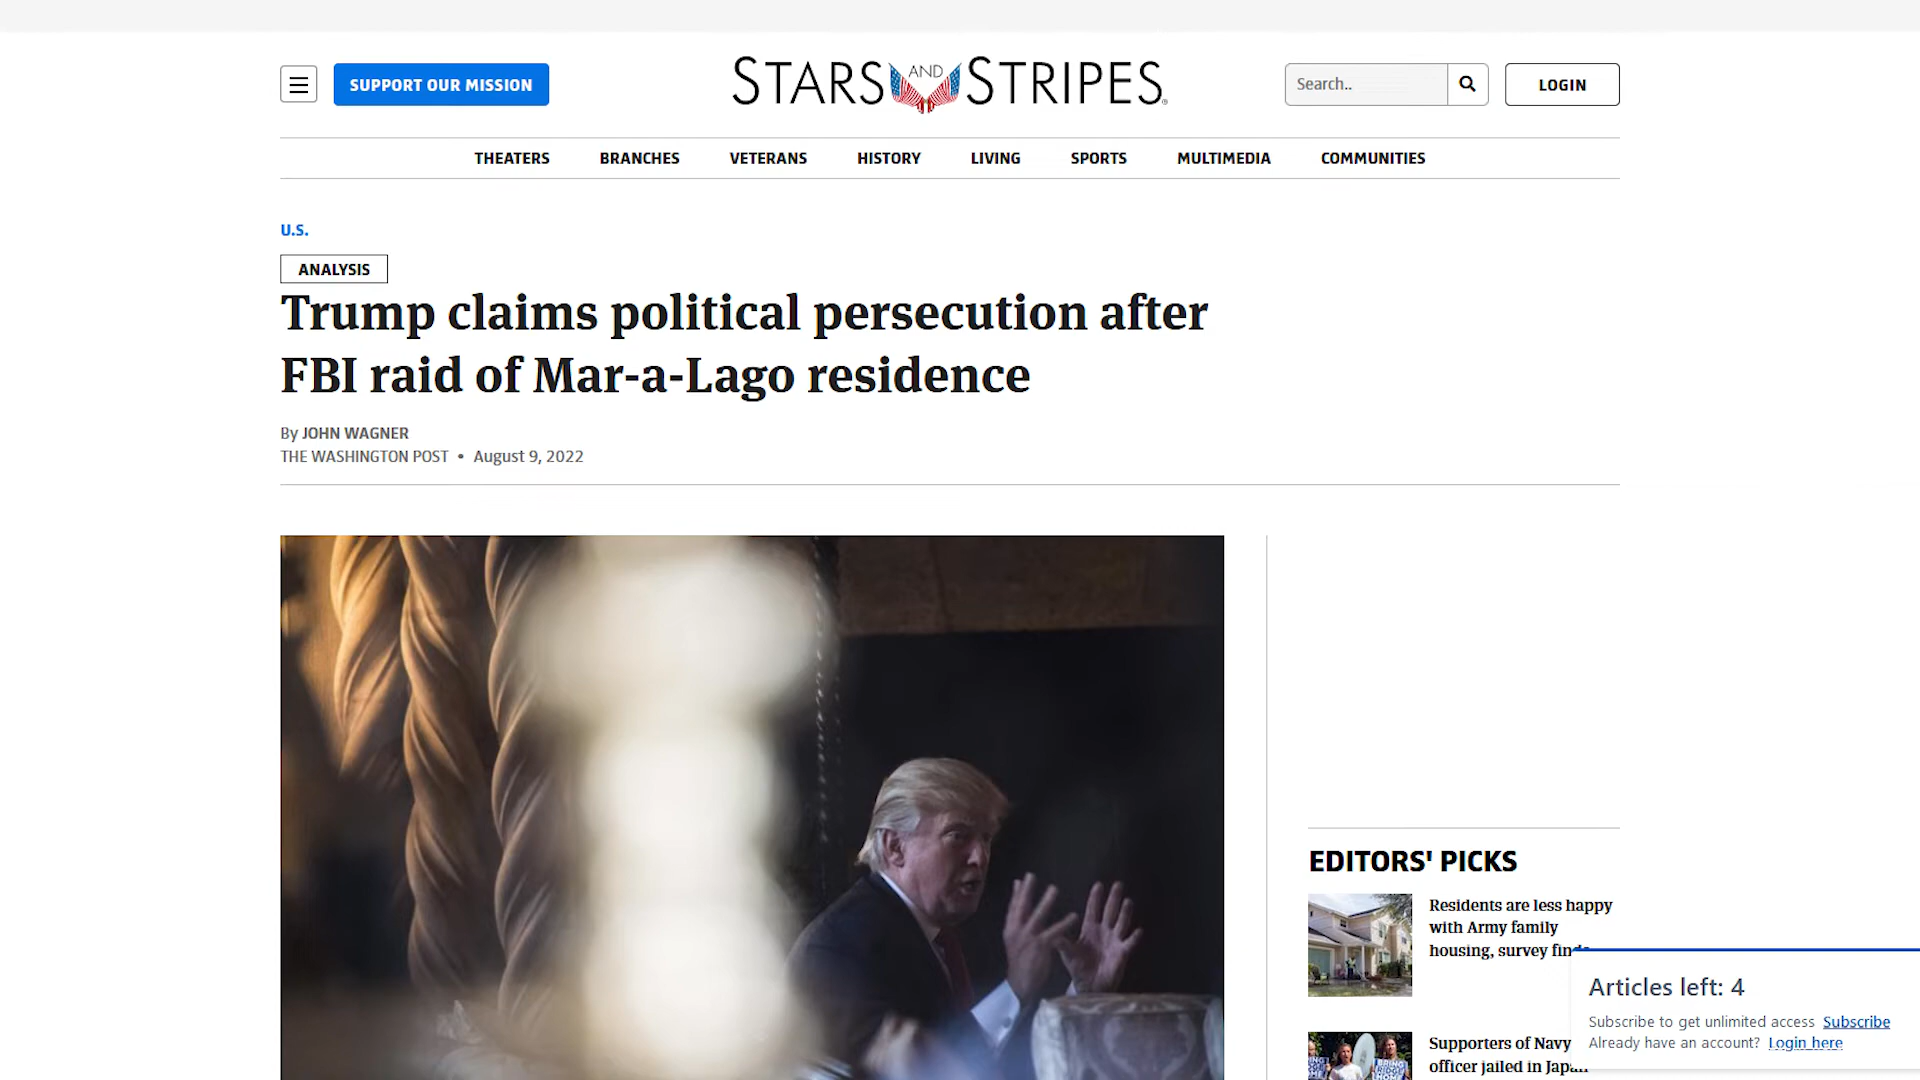 SUPPORT OUR MISSION
STARS AND STRIPES
Search..
LOGIN
THEATERS BRANCHES VETERANS HISTORY LIVING SPORTS MULTIMEDIA COMMUNITIES
U.S.
ANALYSIS
Trump claims political persecution after
FBI raid of Mar-a-Lago residence
By JOHN WAGNER
THE WASHINGTON POST • August 9, 2022
EDITORS' PICKS
Residents are less happy
with Army family
housing, survey
Supporters of Navy
officer jailed in Japan
Articles left: 4
Subscribe to get unlimited access Subscribe
Already have an account? Login here